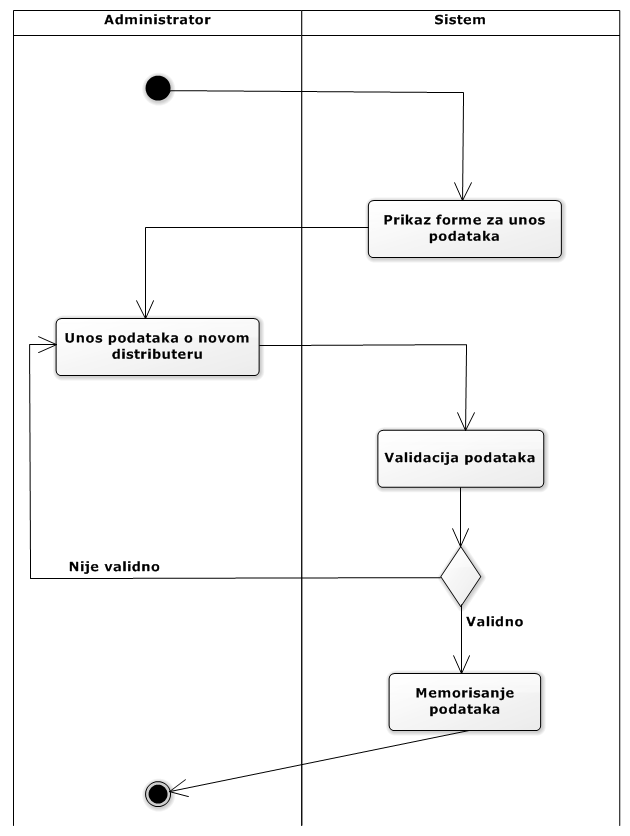 Administrator
Sistem
Prikaz forme za unos
podataka
Unos podataka o novom
distributeru
Validacija podataka
Nije validno
Validno
Memorisanje
podataka